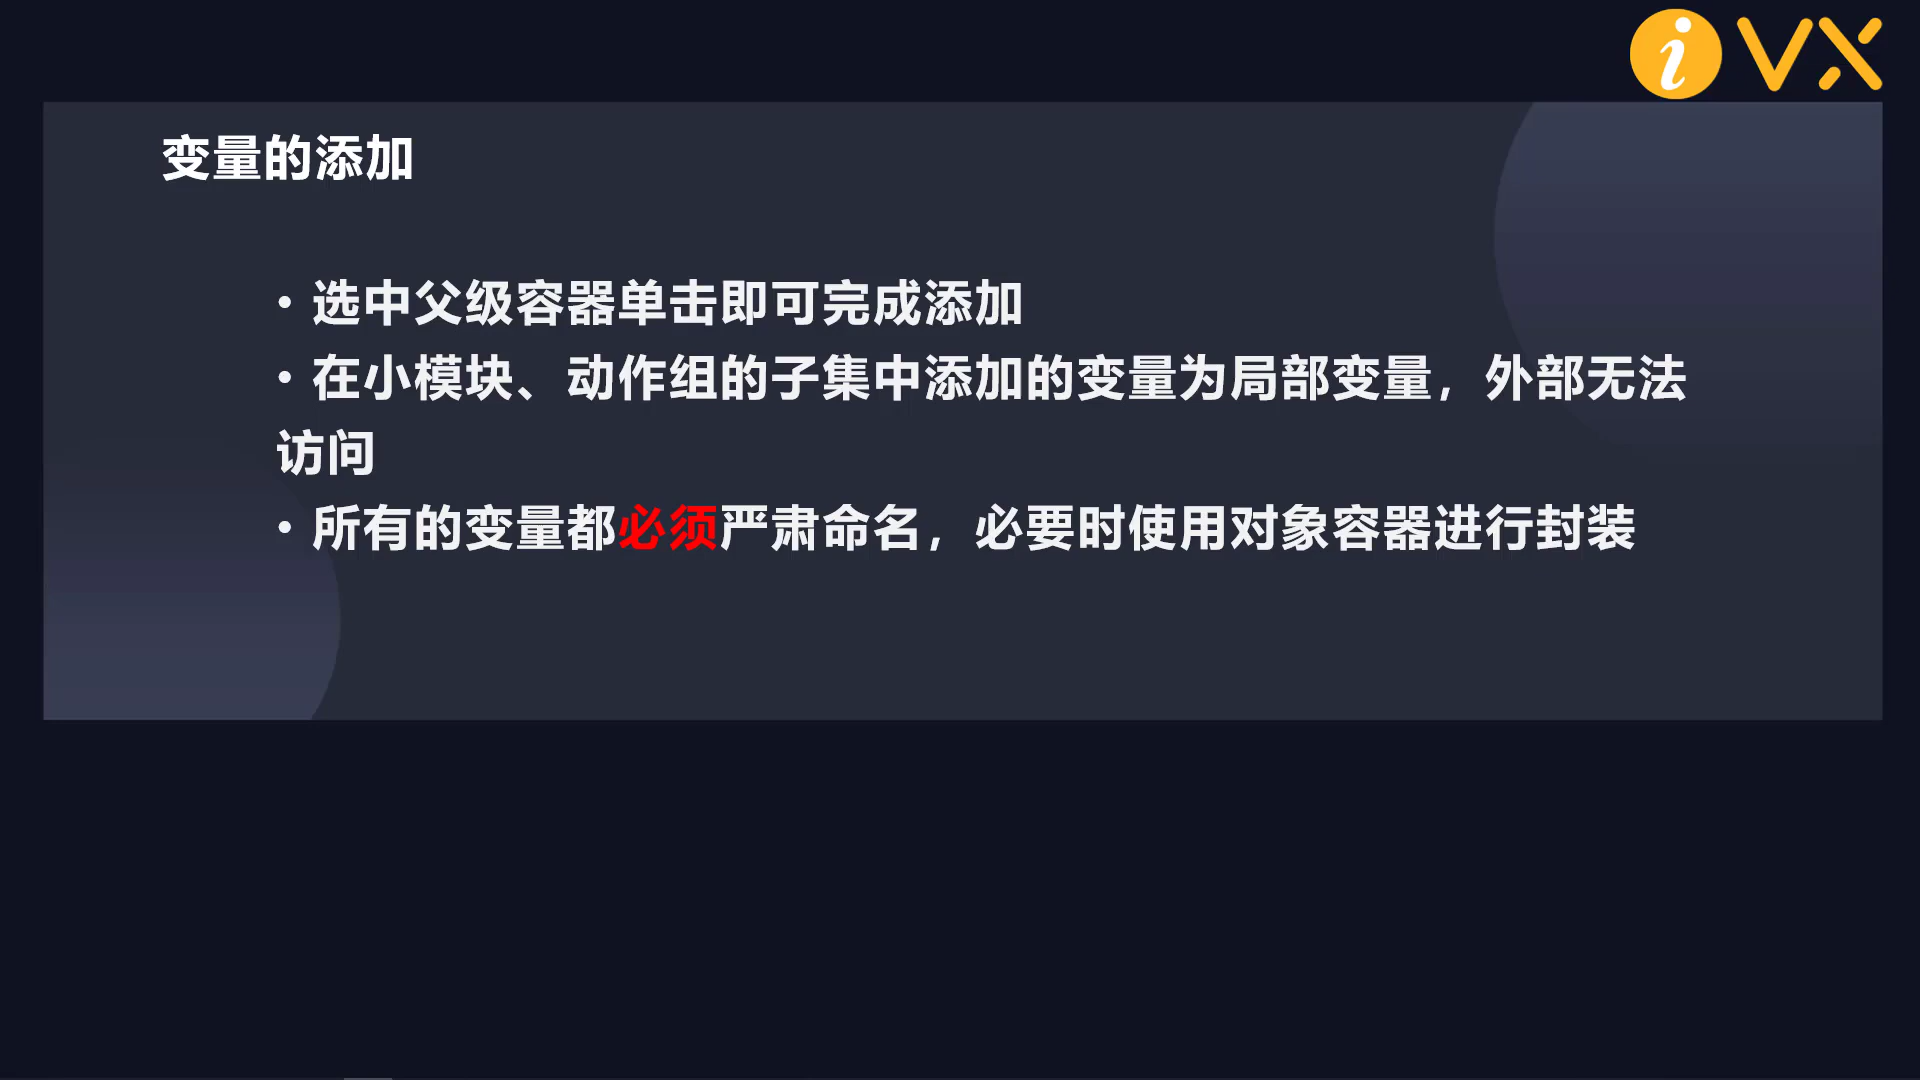 iVX
变量的添加
• 选中父级容器单击即可完成添加
• 在小模块、动作组的子集中添加的变量为局部变量，外部无法
访问
• 所有的变量都必须严肃命名，必要时使用对象容器进行封装